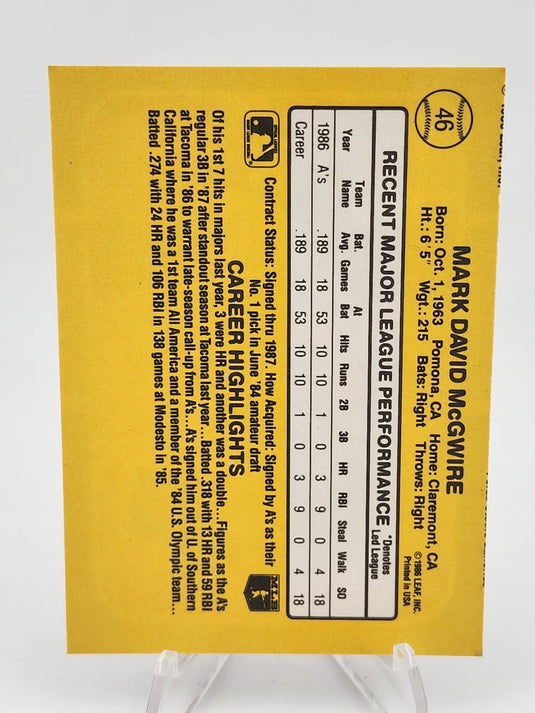 © 1986 Leaf, Inc.
46
MARK DAVID McGWIRE
Born: Oct. 1, 1963 Pomona, CA Home: Claremont, CA
Ht.: 6'5" Wgt.: 215 Bats: Right Throws: Right
©1986 LEAF, INC.
Printed in USA
RECENT MAJOR LEAGUE PERFORMANCE
*Denotes
Led League
Year Team Name Bat. Avg. Games At Bat Hits Runs 2B 3B HR RBI Steal Walk SO
1986 A's .189 18 53 10 10 1 0 3 9 0 4 18
Career .189 18 53 10 10 1 0 3 9 0 4 18
Contract Status: Signed thru 1987. How Acquired: Signed by A's as their
No. 1 pick in June '84 amateur draft
CAREER HIGHLIGHTS
Of his 1st 7 hits in majors last year, 3 were HR and another was a double...Figures as the A's
regular 3B in '87 after standout season at Tacoma last year...Batted .318 with 13 HR and 59 RBI
at Tacoma in '86 to warrant late-season call-up from A's...A's signed him out of U. of Southern
California where he was a 1st team All America and a member of the '84 U.S. Olympic team...
Batted .274 with 24 HR and 106 RBI in 138 games at Modesto in '85.